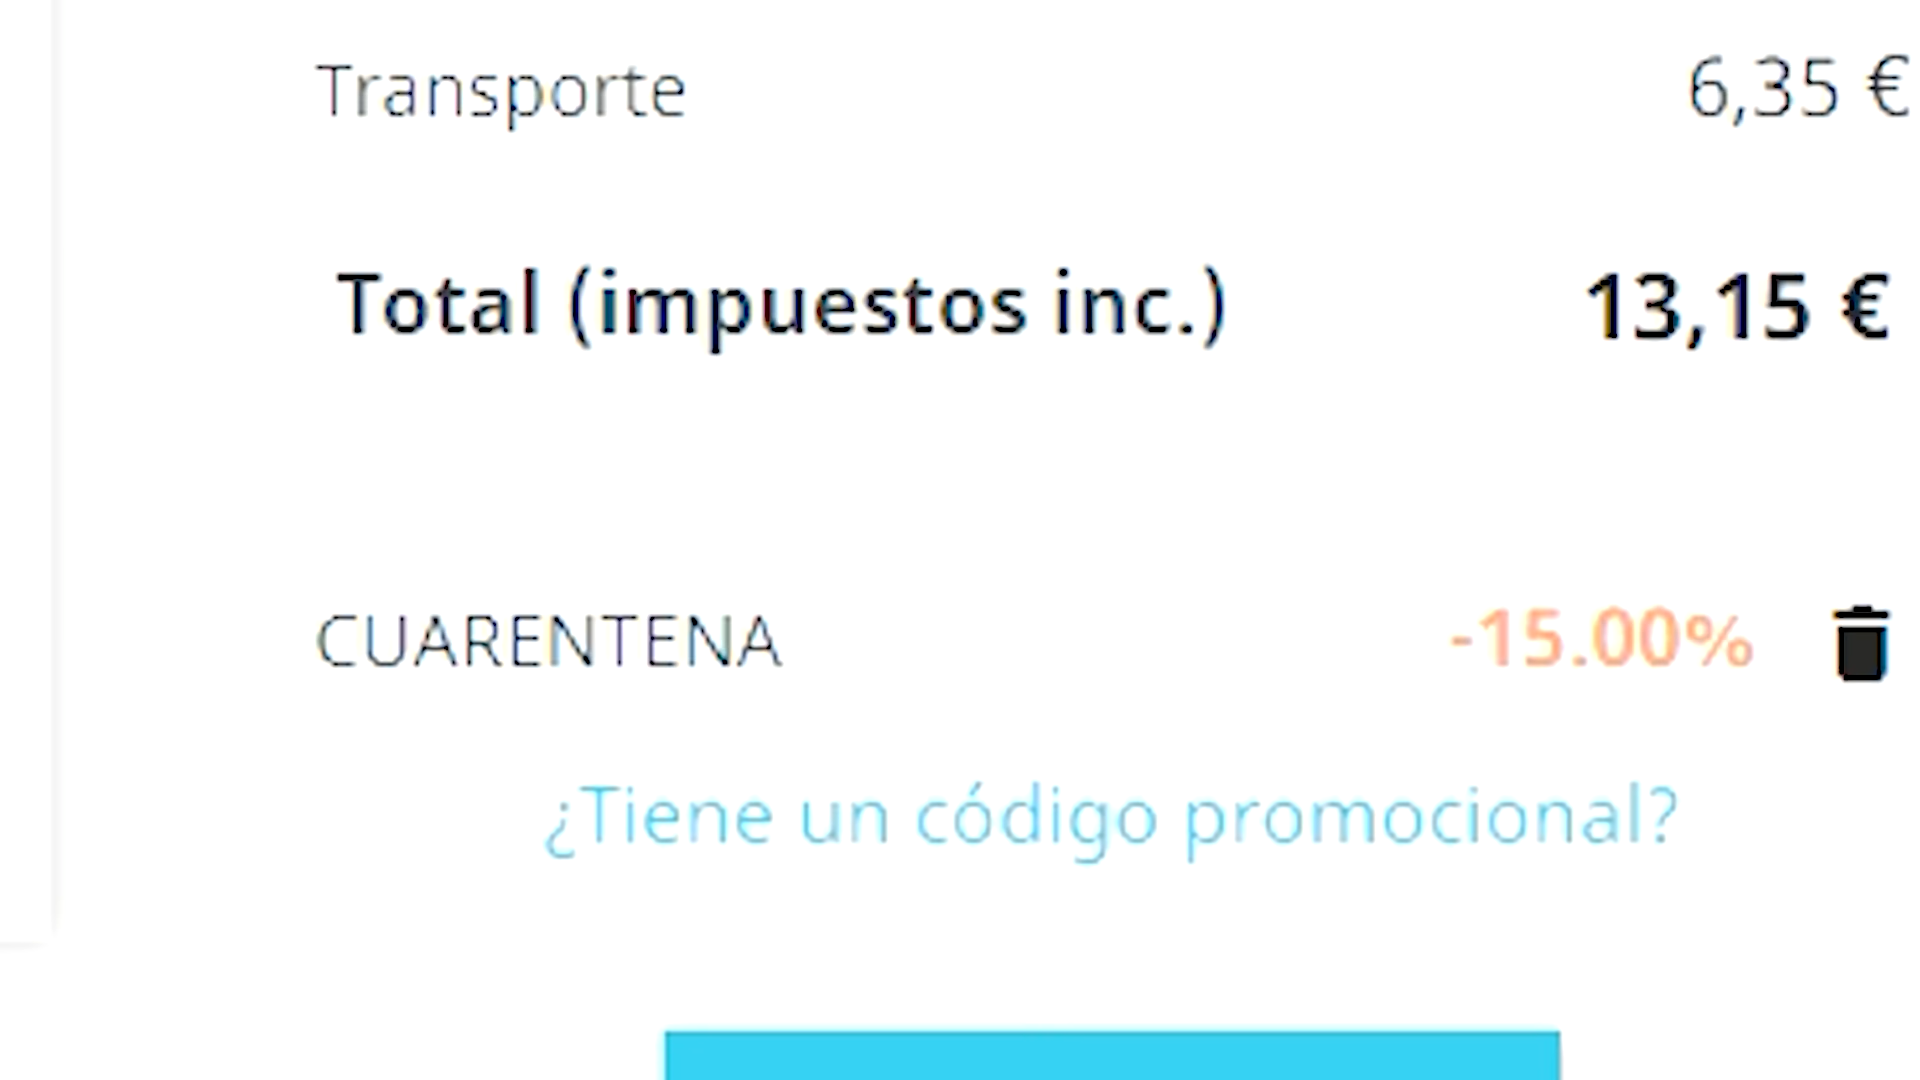 Transporte 6,35 €
Total (impuestos inc.) 13,15 €
CUARENTENA -15.00%
¿Tiene un código promocional?